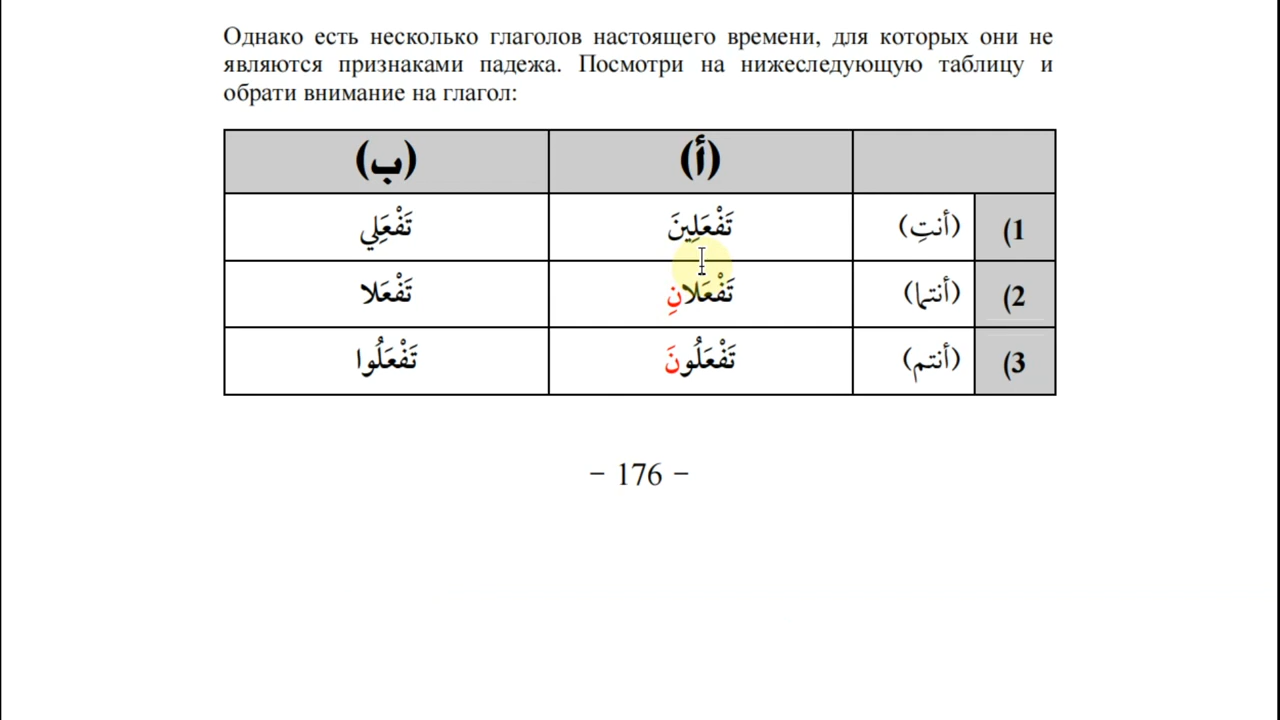 Однако есть несколько глаголов настоящего времени, для которых они не
являются признаками падежа. Посмотри на нижеследующую таблицу и
обрати внимание на глагол:
(أ) (ب)
1) (أنتِ) تَفْعَلِينَ تَفْعَلِي
2) (أنتما) تَفْعَلانِ تَفْعَلا
3) (أنتم) تَفْعَلُونَ تَفْعَلُوا
− 176 −